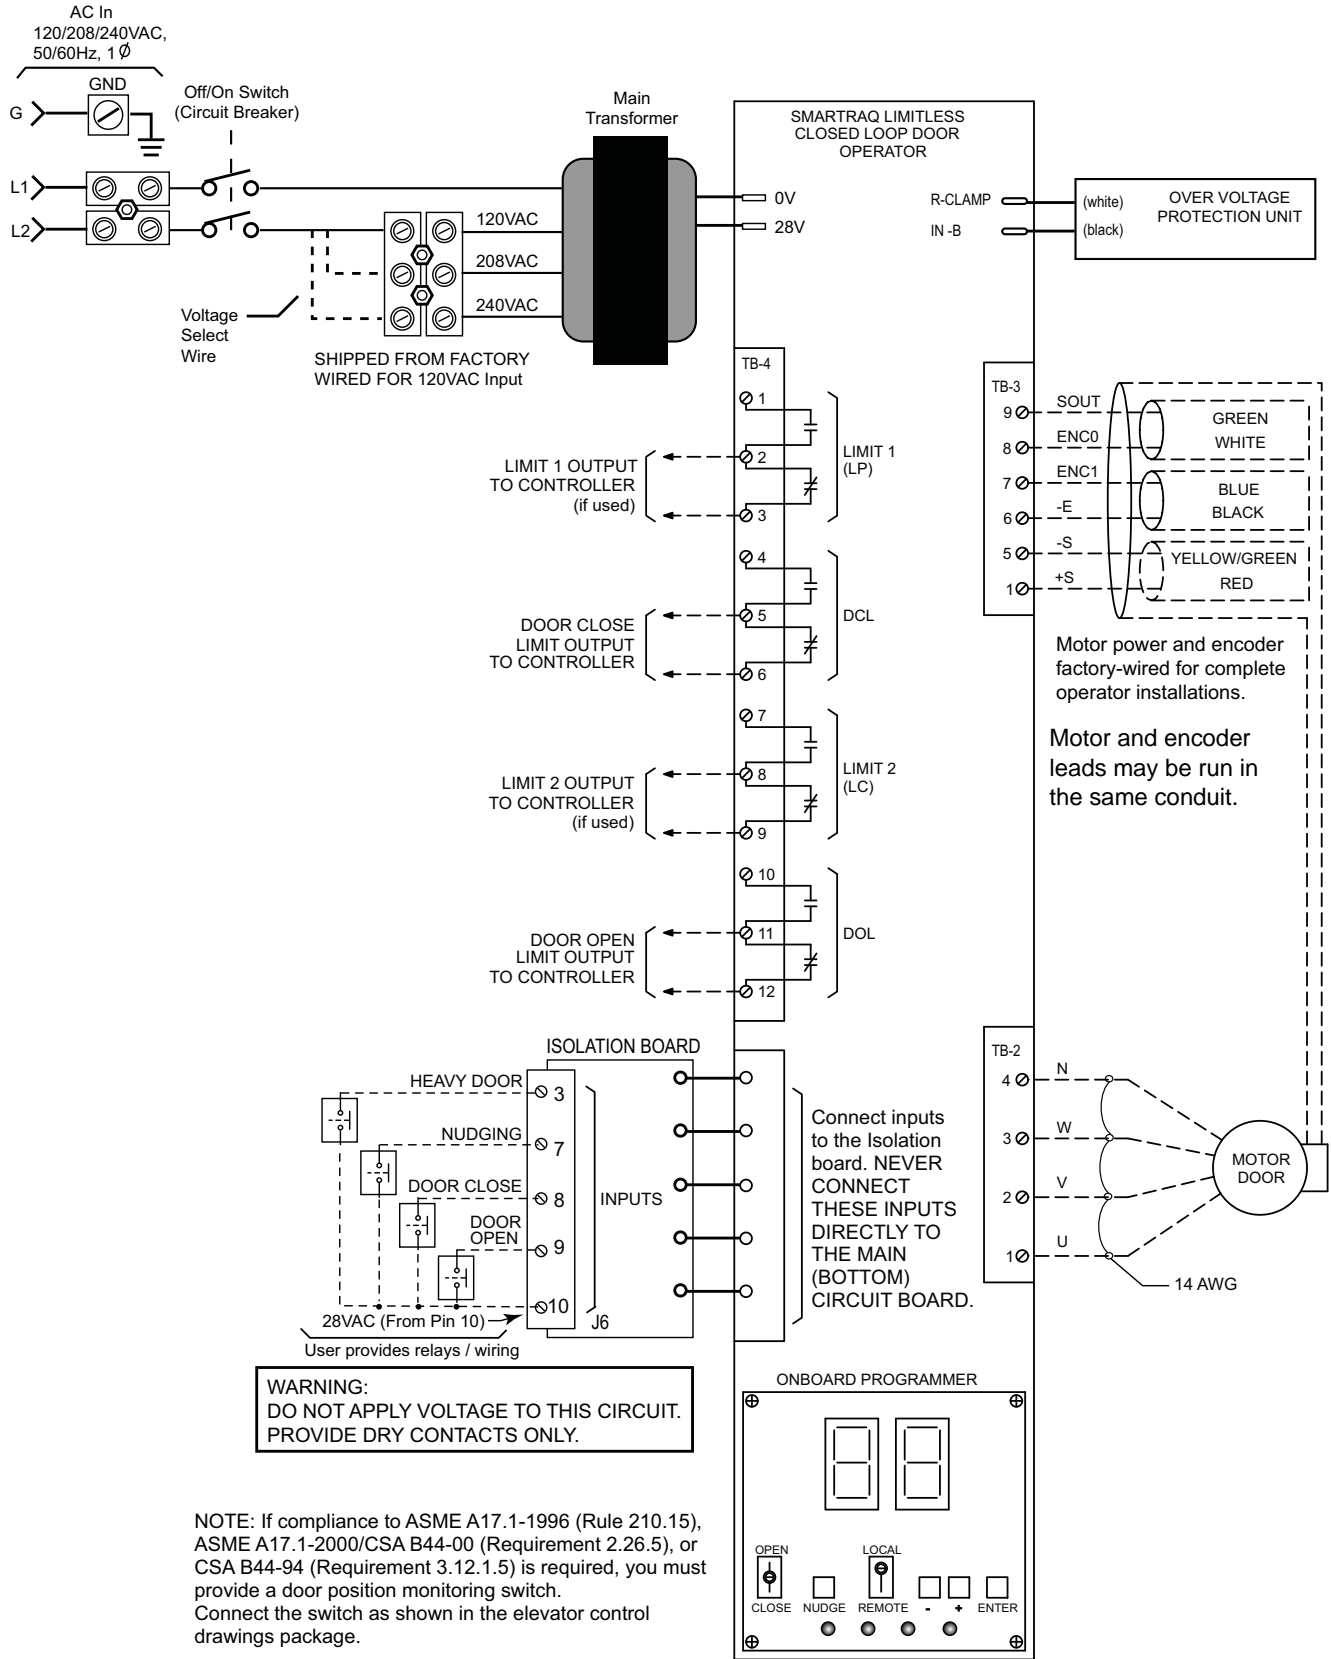 AC In
120/208/240VAC,
50/60Hz, 1 Ø
G
GND
Off/On Switch
(Circuit Breaker)
L1
L2
Main
Transformer
120VAC
208VAC
240VAC
Voltage
Select
Wire
SHIPPED FROM FACTORY
WIRED FOR 120VAC Input
SMARTRAQ LIMITLESS
CLOSED LOOP DOOR
OPERATOR
0V
28V
R-CLAMP
IN -B
(white)
(black)
OVER VOLTAGE
PROTECTION UNIT
TB-4
1
2
3
LIMIT 1
(LP)
LIMIT 1 OUTPUT
TO CONTROLLER
(if used)
4
5
6
DCL
DOOR CLOSE
LIMIT OUTPUT
TO CONTROLLER
7
8
9
LIMIT 2
(LC)
LIMIT 2 OUTPUT
TO CONTROLLER
(if used)
10
11
12
DOL
DOOR OPEN
LIMIT OUTPUT
TO CONTROLLER
TB-3
9 SOUT
8 ENC0
7 ENC1
6 -E
5 -S
1 +S
GREEN
WHITE
BLUE
BLACK
YELLOW/GREEN
RED
Motor power and encoder
factory-wired for complete
operator installations.
Motor and encoder
leads may be run in
the same conduit.
TB-2
4 N
3 W
2 V
1 U
MOTOR
DOOR
14 AWG
ISOLATION BOARD
HEAVY DOOR
3
NUDGING
7
DOOR CLOSE
8
DOOR
OPEN
9
10
INPUTS
J6
28VAC (From Pin 10)
User provides relays / wiring
Connect inputs
to the Isolation
board. NEVER
CONNECT
THESE INPUTS
DIRECTLY TO
THE MAIN
(BOTTOM)
CIRCUIT BOARD.
WARNING:
DO NOT APPLY VOLTAGE TO THIS CIRCUIT.
PROVIDE DRY CONTACTS ONLY.
ONBOARD PROGRAMMER
OPEN
LOCAL
CLOSE NUDGE REMOTE - + ENTER
NOTE: If compliance to ASME A17.1-1996 (Rule 210.15),
ASME A17.1-2000/CSA B44-00 (Requirement 2.26.5), or
CSA B44-94 (Requirement 3.12.1.5) is required, you must
provide a door position monitoring switch.
Connect the switch as shown in the elevator control
drawings package.